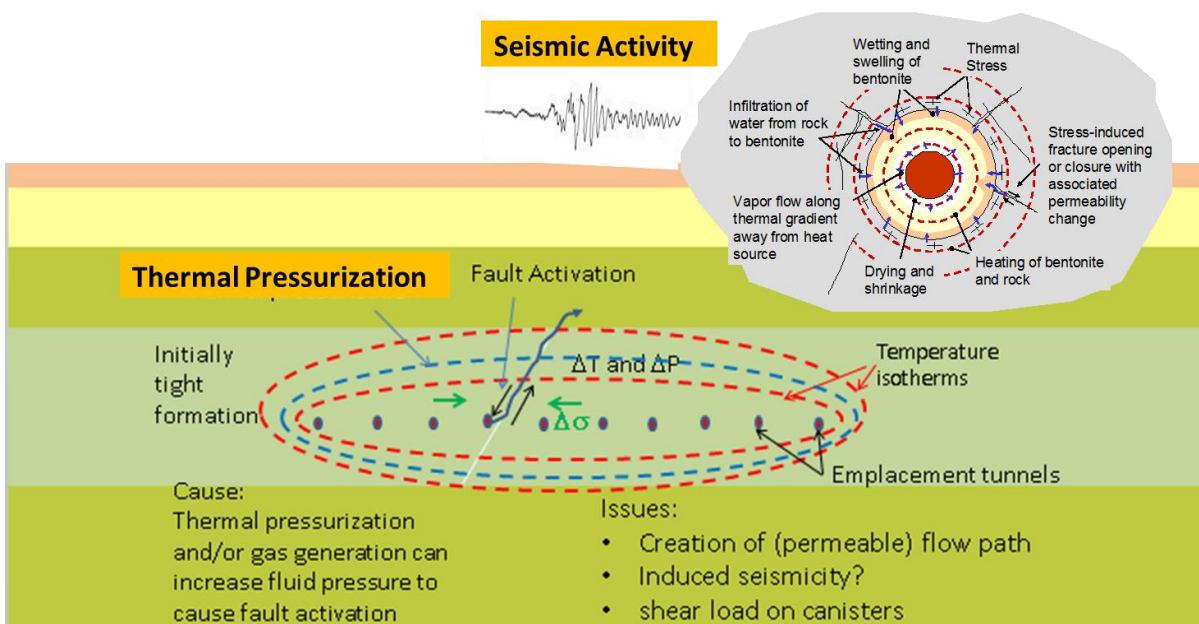 Seismic Activity
Wetting and
swelling of
bentonite
Thermal
Stress
Infiltration of
water from rock
to bentonite
Stress-induced
fracture opening
or closure with
associated
permeability
change
Vapor flow along
thermal gradient
away from heat
source
Drying and
shrinkage
Heating of bentonite
and rock
Thermal Pressurization
Fault Activation
Initially
tight
formation
ΔT and ΔP
Temperature
isotherms
Δσ
Emplacement tunnels
Cause:
Thermal pressurization
and/or gas generation can
increase fluid pressure to
cause fault activation
Issues:
• Creation of (permeable) flow path
• Induced seismicity?
• shear load on canisters